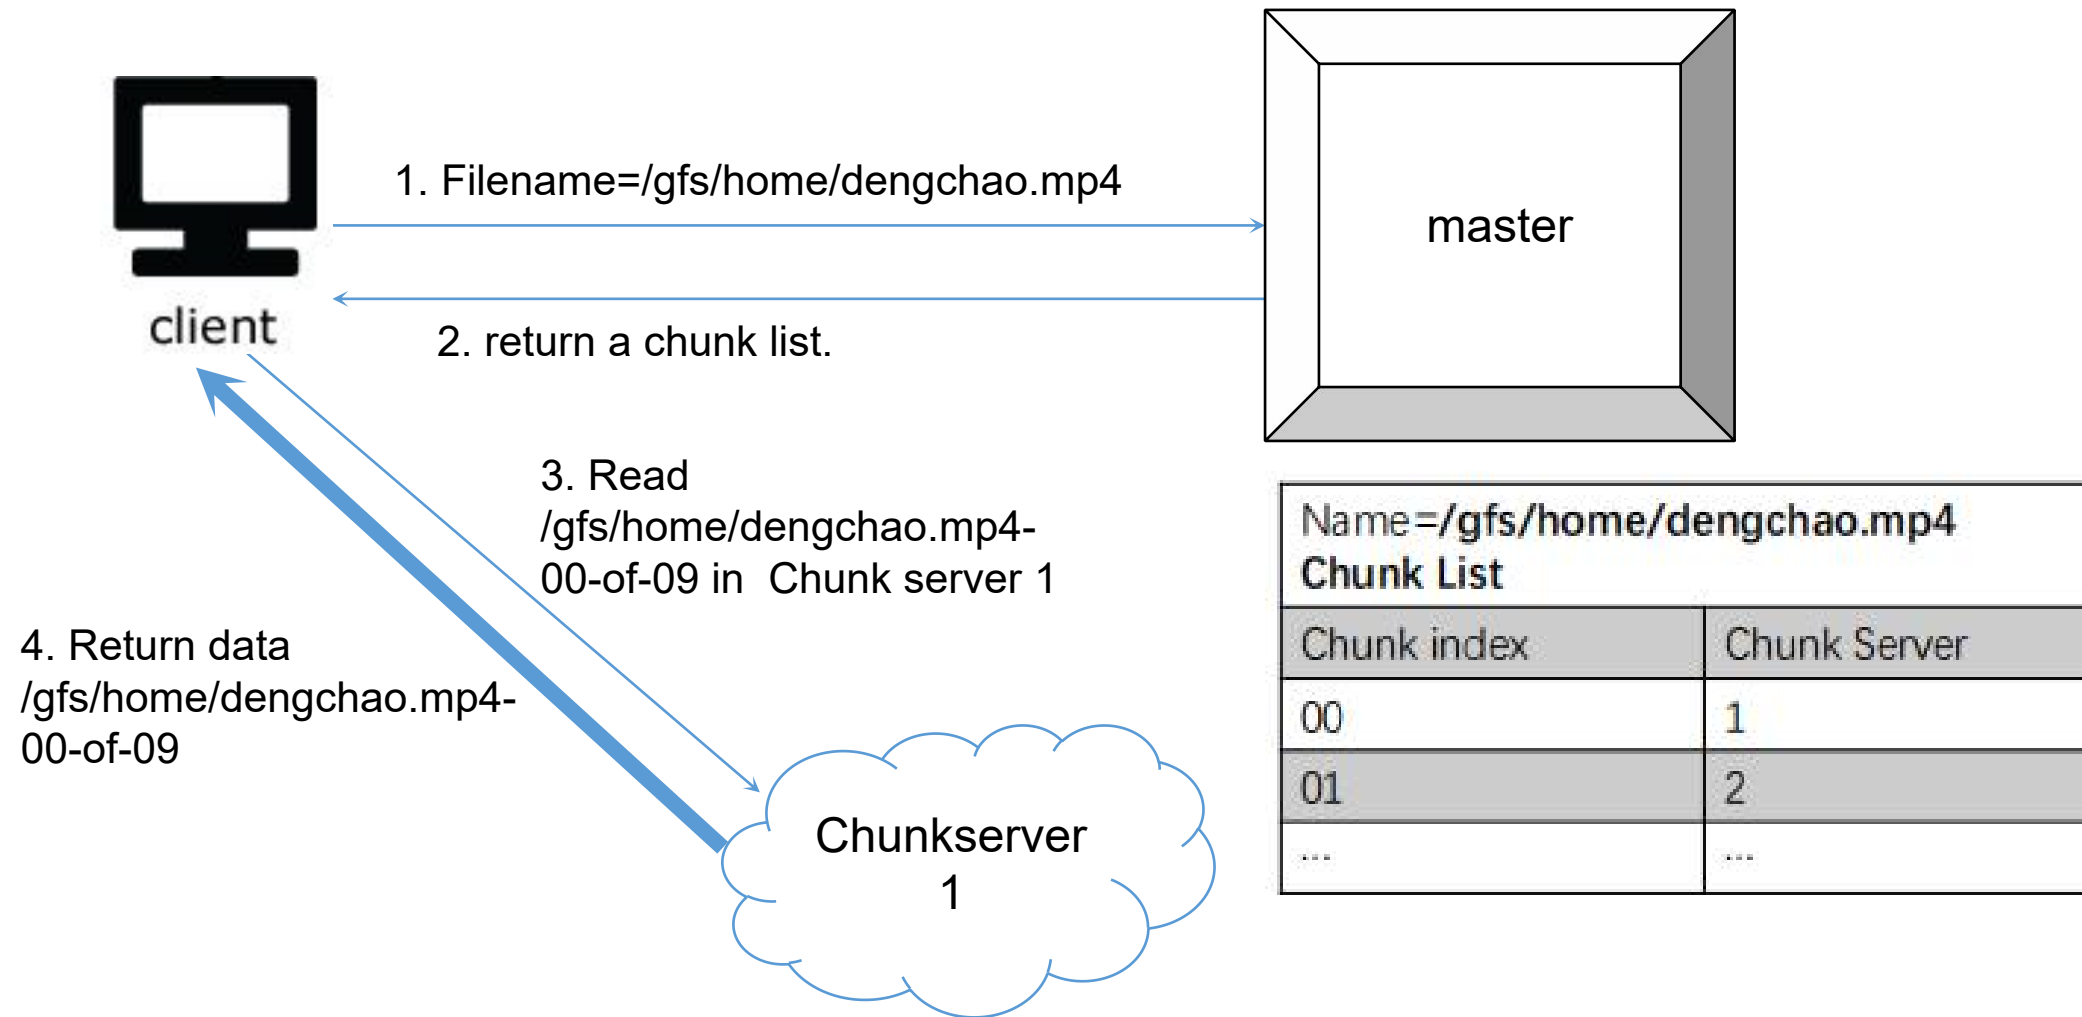 1. Filename=/gfs/home/dengchao.mp4
master
client
2. return a chunk list.
3. Read
/gfs/home/dengchao.mp4-
00-of-09 in  Chunk server 1
4. Return data
/gfs/home/dengchao.mp4-
00-of-09
Chunkserver
1
Name=/gfs/home/dengchao.mp4
Chunk List
Chunk index Chunk Server
00 1
01 2
... ...